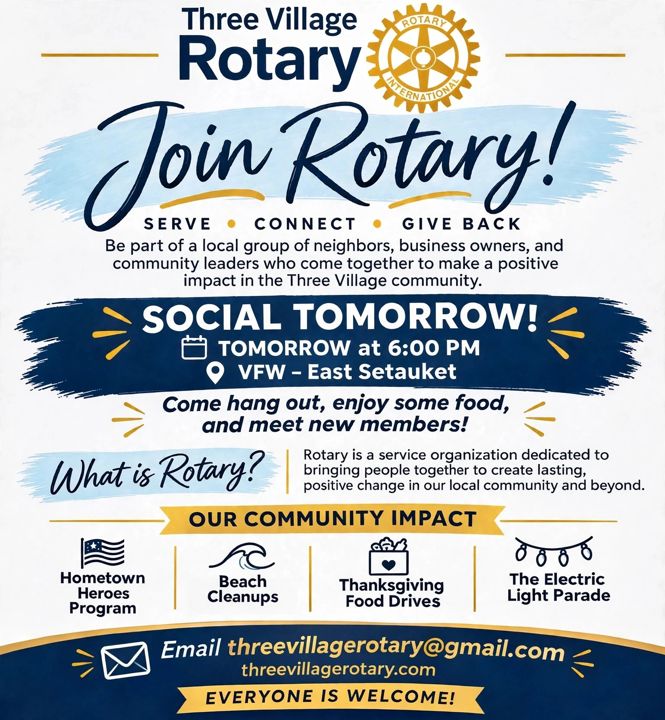 Three Village
Rotary
ROTARY
INTERNATIONAL
Join Rotary!
SERVE • CONNECT • GIVE BACK
Be part of a local group of neighbors, business owners, and
community leaders who come together to make a positive
impact in the Three Village community.
SOCIAL TOMORROW!
TOMORROW at 6:00 PM
VFW – East Setauket
Come hang out, enjoy some food,
and meet new members!
What is Rotary?
Rotary is a service organization dedicated to
bringing people together to create lasting,
positive change in our local community and beyond.
OUR COMMUNITY IMPACT
Hometown
Heroes
Program
Beach
Cleanups
Thanksgiving
Food Drives
The Electric
Light Parade
Email threevillagerotary@gmail.com
threevillagerotary.com
EVERYONE IS WELCOME!